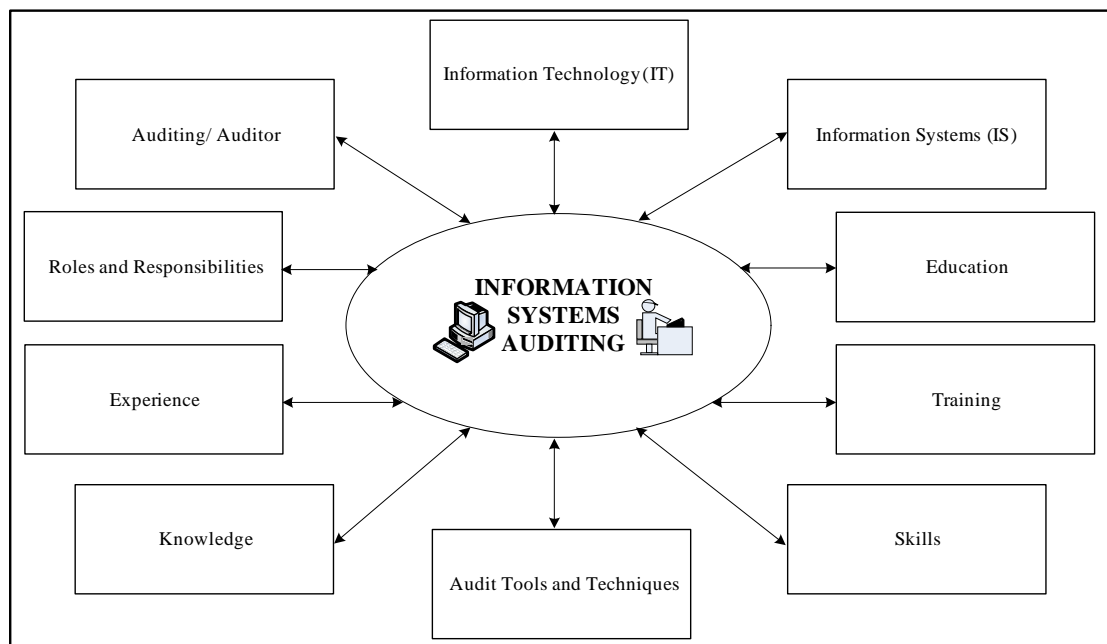 Information Technology (IT)
Auditing/ Auditor
Information Systems (IS)
Roles and Responsibilities
INFORMATION
SYSTEMS
AUDITING
Education
Experience
Training
Knowledge
Audit Tools and Techniques
Skills